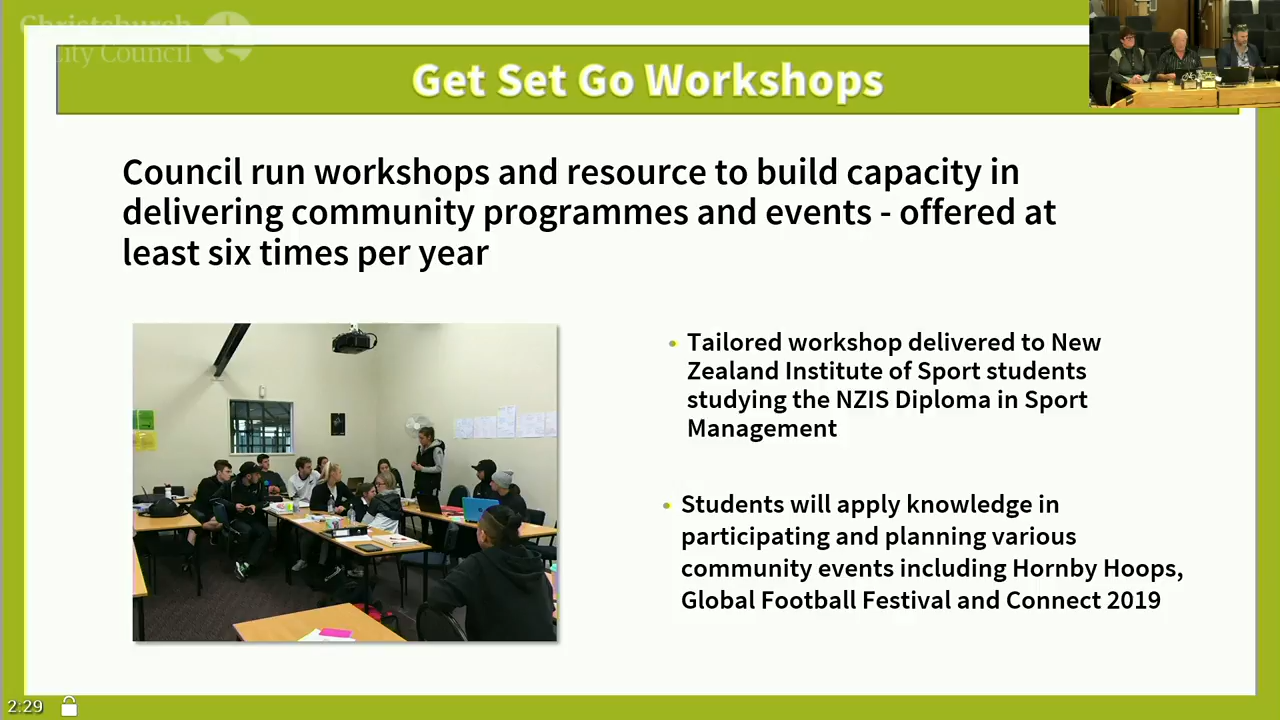 Christchurch
City Council
Get Set Go Workshops
Council run workshops and resource to build capacity in
delivering community programmes and events - offered at
least six times per year
Tailored workshop delivered to New
Zealand Institute of Sport students
studying the NZIS Diploma in Sport
Management
Students will apply knowledge in
participating and planning various
community events including Hornby Hoops,
Global Football Festival and Connect 2019
2:29